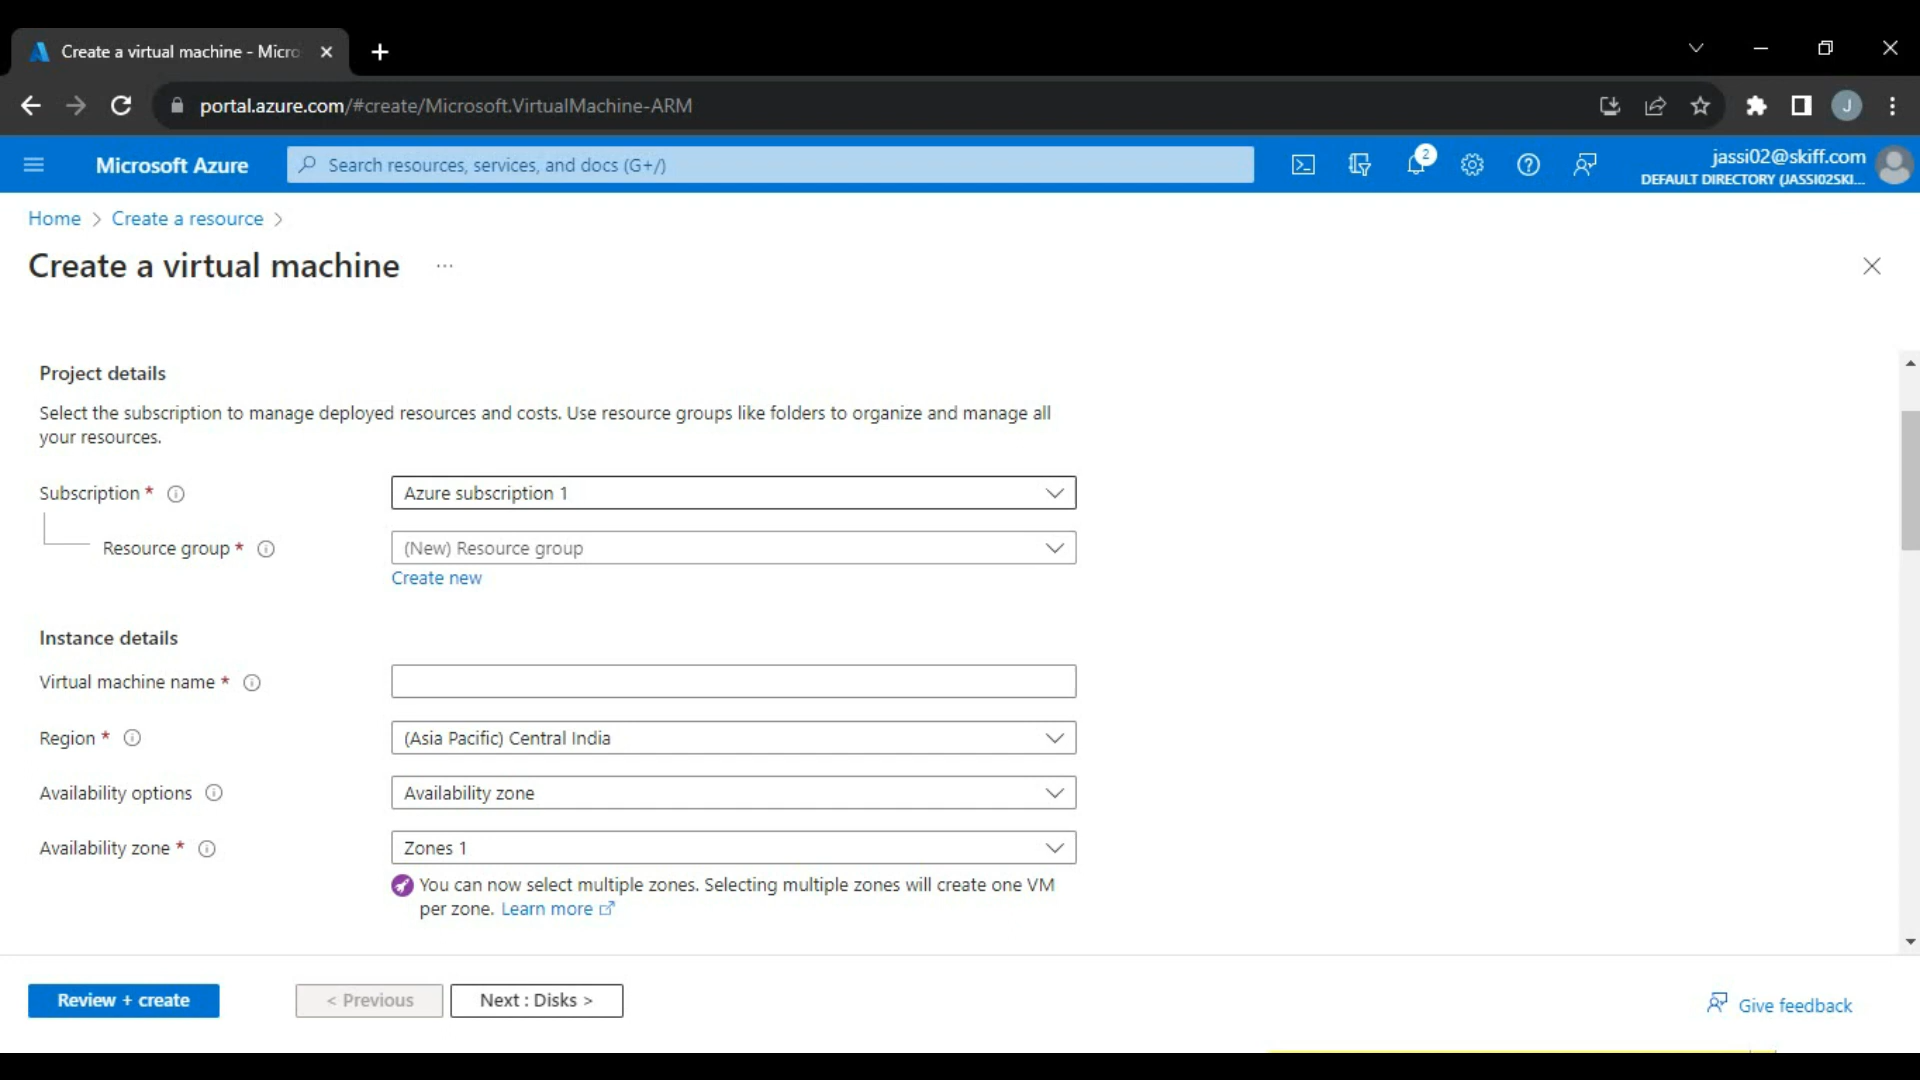 Create a virtual machine - Micro
portal.azure.com/#create/Microsoft.VirtualMachine-ARM
J
Microsoft Azure
Search resources, services, and docs (G+/)
2
jassi02@skiff.com
DEFAULT DIRECTORY (JASSI02SKI...
Home > Create a resource >
Create a virtual machine ...
Project details
Select the subscription to manage deployed resources and costs. Use resource groups like folders to organize and manage all
your resources.
Subscription * Azure subscription 1
Resource group * (New) Resource group
Create new
Instance details
Virtual machine name *
Region * (Asia Pacific) Central India
Availability options Availability zone
Availability zone * Zones 1
You can now select multiple zones. Selecting multiple zones will create one VM
per zone. Learn more
Review + create
< Previous
Next : Disks >
Give feedback